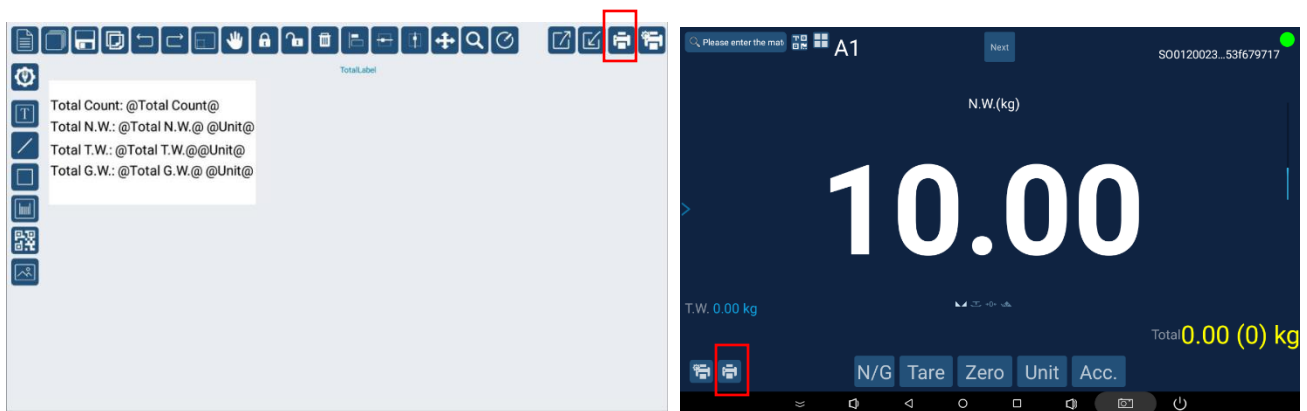 TotalLabel
Total Count: @Total Count@
Total N.W.: @Total N.W.@ @Unit@
Total T.W.: @Total T.W.@@Unit@
Total G.W.: @Total G.W.@ @Unit@
Please enter the mat
A1
Next
SO0120023...53f679717
N.W.(kg)
10.00
T.W. 0.00 kg
Total 0.00 (0) kg
N/G Tare Zero Unit Acc.